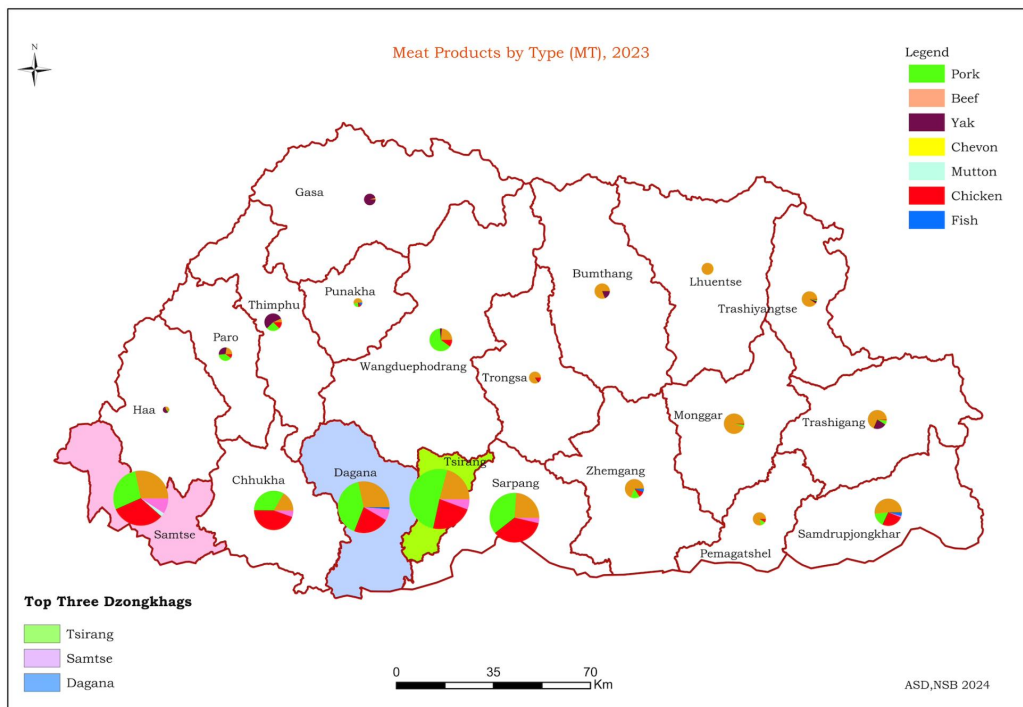 Meat Products by Type (MT), 2023
N
Legend
Pork
Beef
Yak
Chevon
Mutton
Chicken
Fish
Gasa
Bumthang
Lhuentse
Punakha
Thimphu
Trashiyangtse
Paro
Wangduephodrang
Trongsa
Haa
Monggar
Trashigang
Tsirang
Dagana
Zhemgang
Chhukha
Sarpang
Samtse
Samdrupjongkhar
Pemagatshel
Top Three Dzongkhags
Tsirang
Samtse
Dagana
0 35 70
Km
ASD,NSB 2024